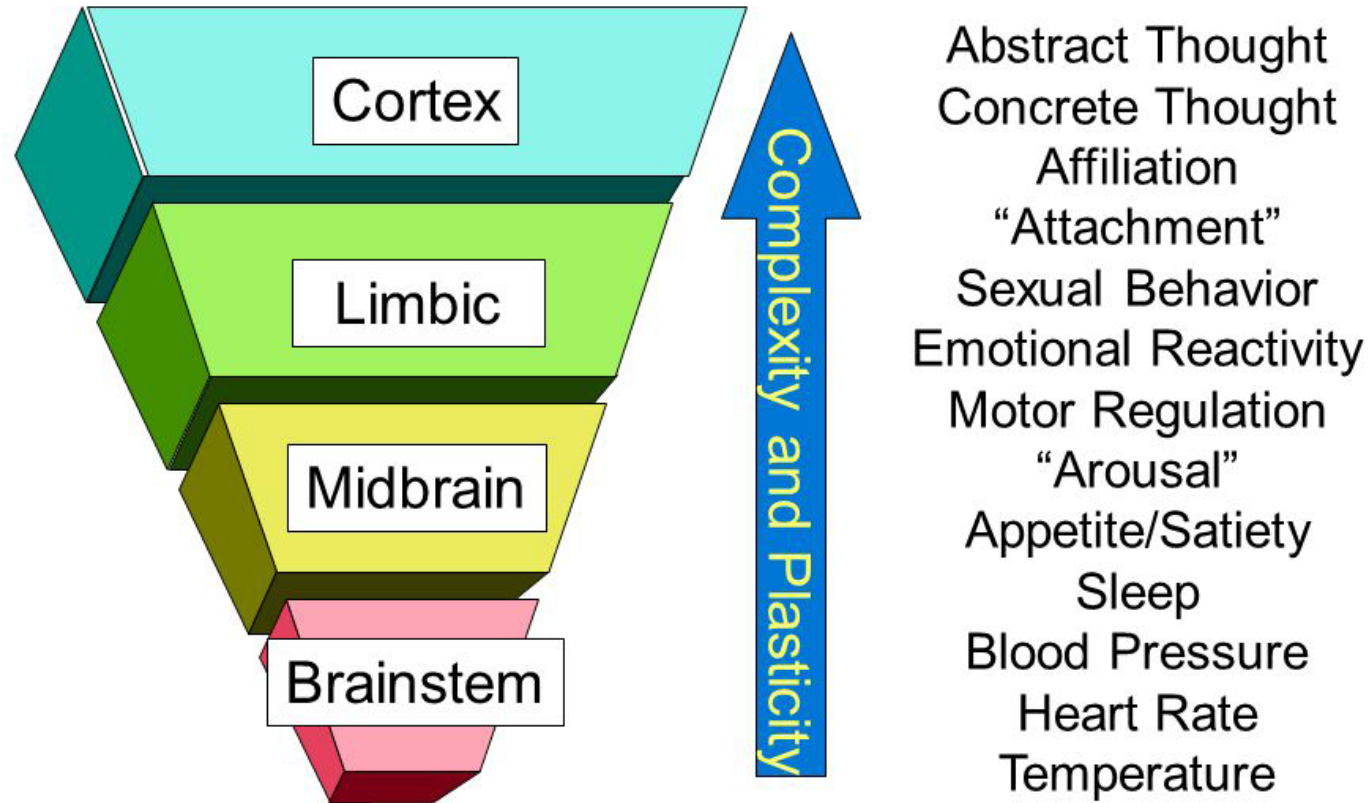 Cortex
Limbic
Midbrain
Brainstem
Complexity and Plasticity
Abstract Thought
Concrete Thought
Affiliation
“Attachment”
Sexual Behavior
Emotional Reactivity
Motor Regulation
“Arousal”
Appetite/Satiety
Sleep
Blood Pressure
Heart Rate
Temperature